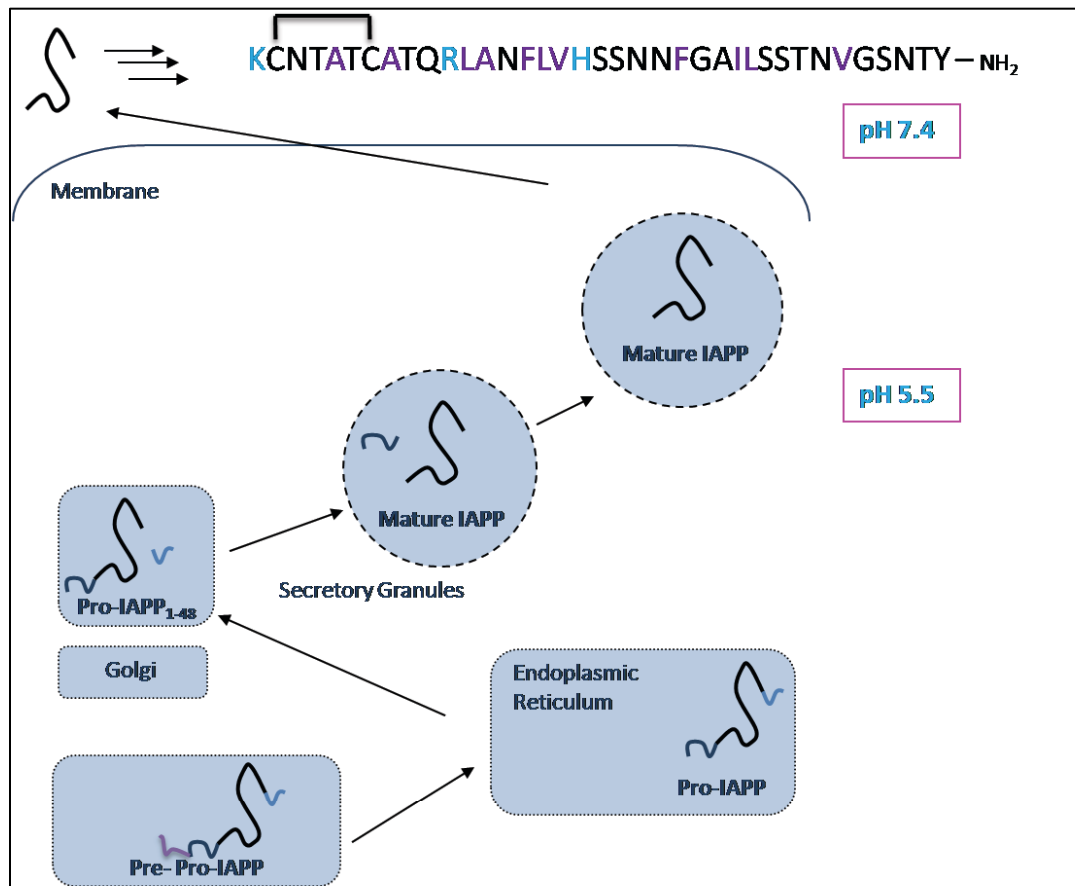 KCNTATCATQRLANFLVHSSNNFGAILSSTNVGSNTY – NH2
pH 7.4
Membrane
Mature IAPP
pH 5.5
Mature IAPP
Secretory Granules
Pro-IAPP1-48
Golgi
Endoplasmic
Reticulum
Pro-IAPP
Pre- Pro-IAPP